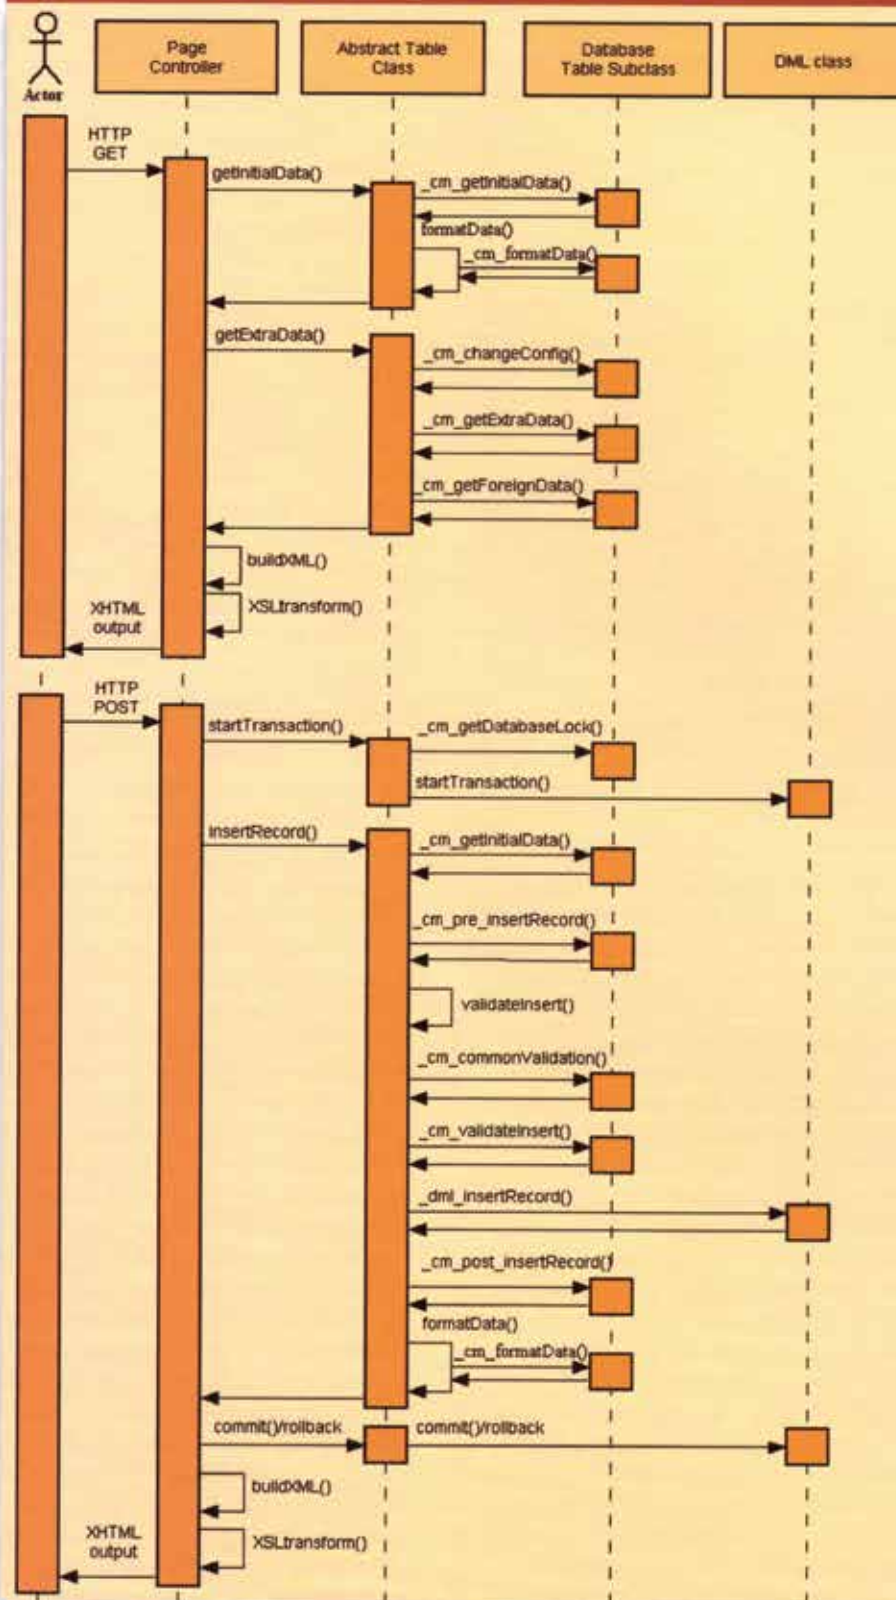 Page
Controller
Abstract Table
Class
Database
Table Subclass
DML class
Actor
HTTP
GET
getInitialData()
_cm_getInitialData()
formatData()
_cm_formatData()
getExtraData()
_cm_changeConfig()
_cm_getExtraData()
_cm_getForeignData()
buildXML()
XSLtransform()
XHTML
output
HTTP
POST
startTransaction()
_cm_getDatabaseLock()
startTransaction()
insertRecord()
_cm_getInitialData()
_cm_pre_insertRecord()
validateInsert()
_cm_commonValidation()
_cm_validateInsert()
_dml_insertRecord()
_cm_post_insertRecord()
formatData()
_cm_formatData()
commit()/rollback
commit()/rollback
buildXML()
XSLtransform()
XHTML
output